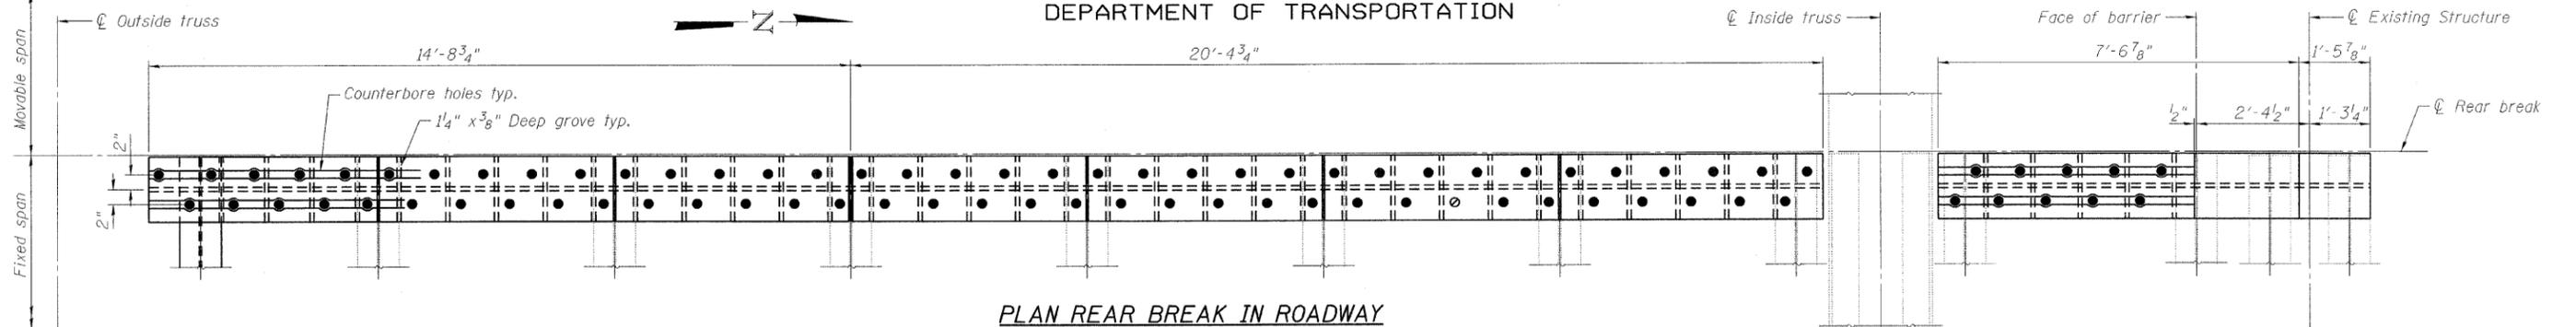 DEPARTMENT OF TRANSPORTATION
℄ Outside truss
N
℄ Inside truss
Face of barrier
℄ Existing Structure
14'-8¾"
20'-4¾"
7'-6⅞"
1'-5⅞"
Movable span
Counterbore holes typ.
1¼" x ⅜" Deep grove typ.
½"
2'-4½"
1'-3¼"
℄ Rear break
2"
2"
Fixed span
PLAN REAR BREAK IN ROADWAY